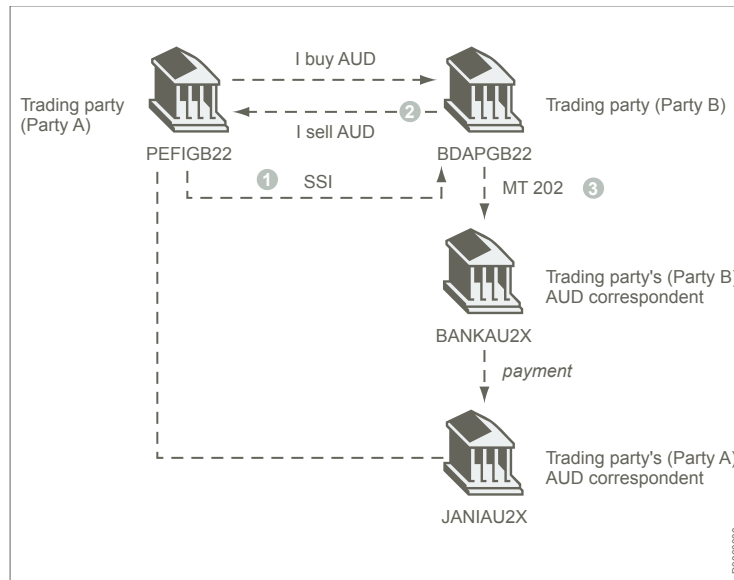 I buy AUD
Trading party
(Party A)
2
Trading party (Party B)
I sell AUD
PEFIGB22
BDAPGB22
1
SSI
MT 202
3
Trading party's (Party B)
AUD correspondent
BANKAU2X
payment
Trading party's (Party A)
AUD correspondent
JANIAU2X